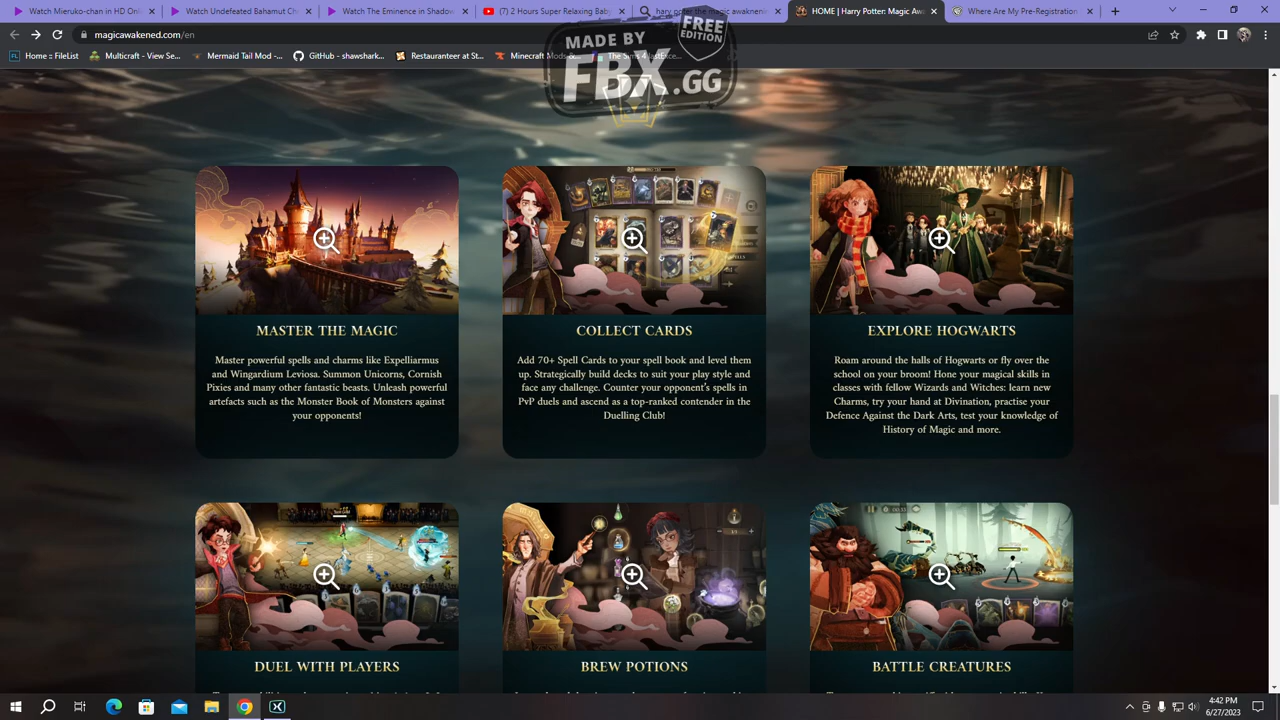 Watch Mieruko-chan in HD Onl
Watch Undefeated Bahamut Ch
Watch The Eminence in Shadow
(7) 2 Hours Super Relaxing Baby
hary poter the magic awaknening
HOME | Harry Potter: Magic Aw
Where Are My Pre-Registration
magicawakened.com/en
Home :: FileList
Multicraft - View Se...
Mermaid Tail Mod -...
GitHub - shawshark...
Restauranteer at St...
Minecraft Mods &...
The Sims 4 lastExce...
MADE BY
FREE
EDITION
FBX.GG
MASTER THE MAGIC
Master powerful spells and charms like Expelliarmus
and Wingardium Leviosa. Summon Unicorns, Cornish
Pixies and many other fantastic beasts. Unleash powerful
artefacts such as the Monster Book of Monsters against
your opponents!
COLLECT CARDS
Add 70+ Spell Cards to your spell book and level them
up. Strategically build decks to suit your play style and
face any challenge. Counter your opponent's spells in
PvP duels and ascend as a top-ranked contender in the
Duelling Club!
EXPLORE HOGWARTS
Roam around the halls of Hogwarts or fly over the
school on your broom! Hone your magical skills in
classes with fellow Wizards and Witches: learn new
Charms, try your hand at Divination, practise your
Defence Against the Dark Arts, test your knowledge of
History of Magic and more.
DUEL WITH PLAYERS
BREW POTIONS
BATTLE CREATURES
4:42 PM
6/27/2023